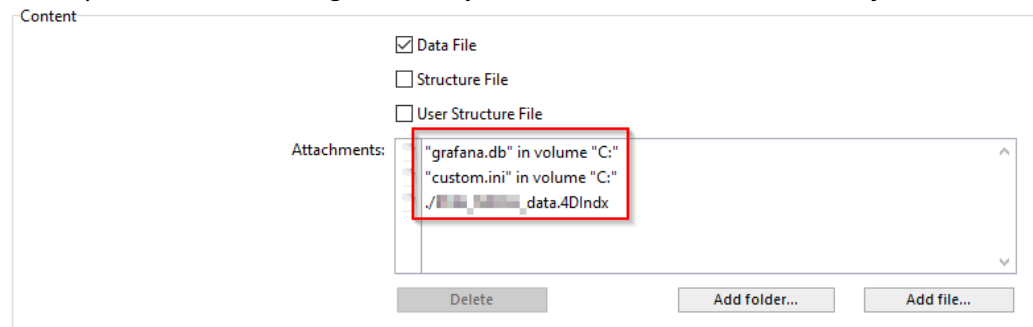 Content
Data File
Structure File
User Structure File
Attachments:
"grafana.db" in volume "C:"
"custom.ini" in volume "C:"
./ _data.4DIndx
Delete Add folder... Add file...